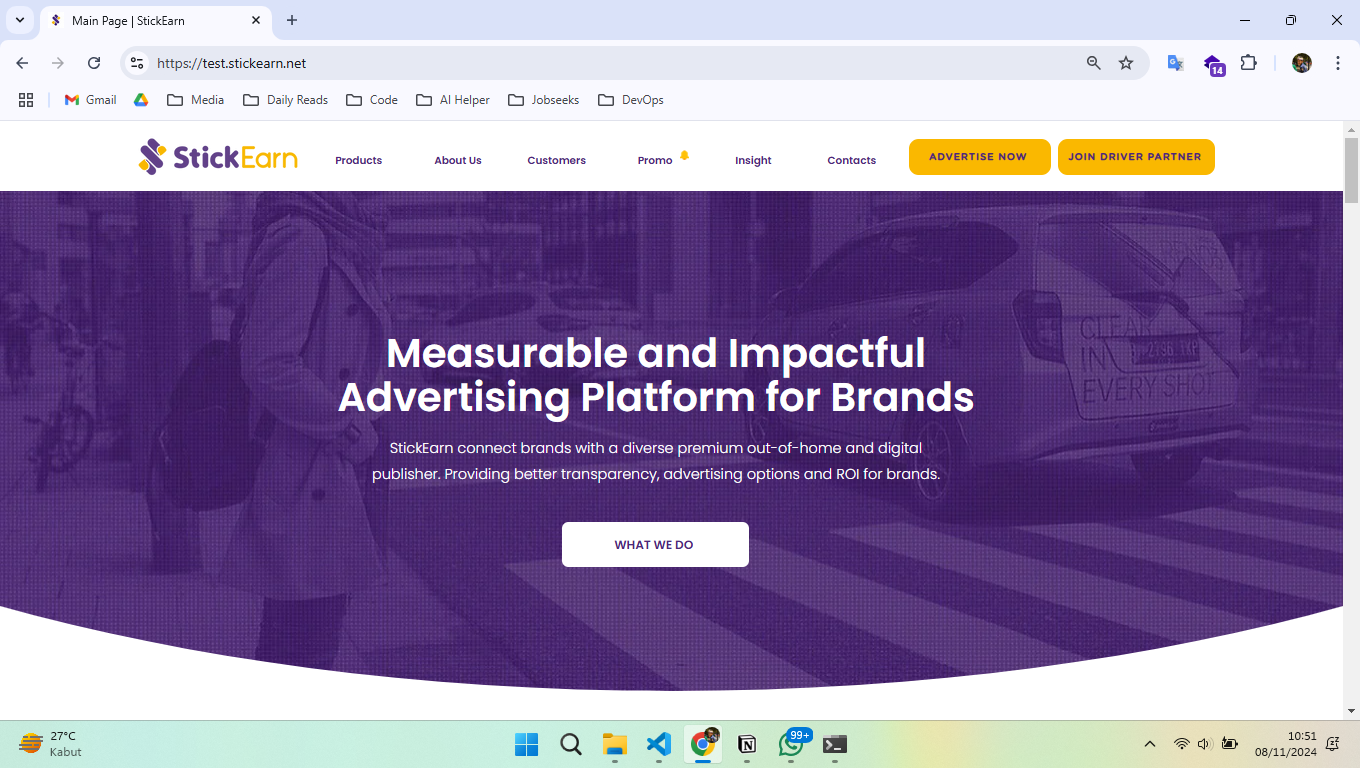 Main Page | StickEarn
https://test.stickearn.net
14
Gmail
Media
Daily Reads
Code
AI Helper
Jobseeks
DevOps
StickEarn
Products
About Us
Customers
Promo
Insight
Contacts
ADVERTISE NOW
JOIN DRIVER PARTNER
CLEAR
IN
EVERY SHOT
Measurable and Impactful
Advertising Platform for Brands
StickEarn connect brands with a diverse premium out-of-home and digital
publisher. Providing better transparency, advertising options and ROI for brands.
WHAT WE DO
27°C
Kabut
99+
10:51
08/11/2024